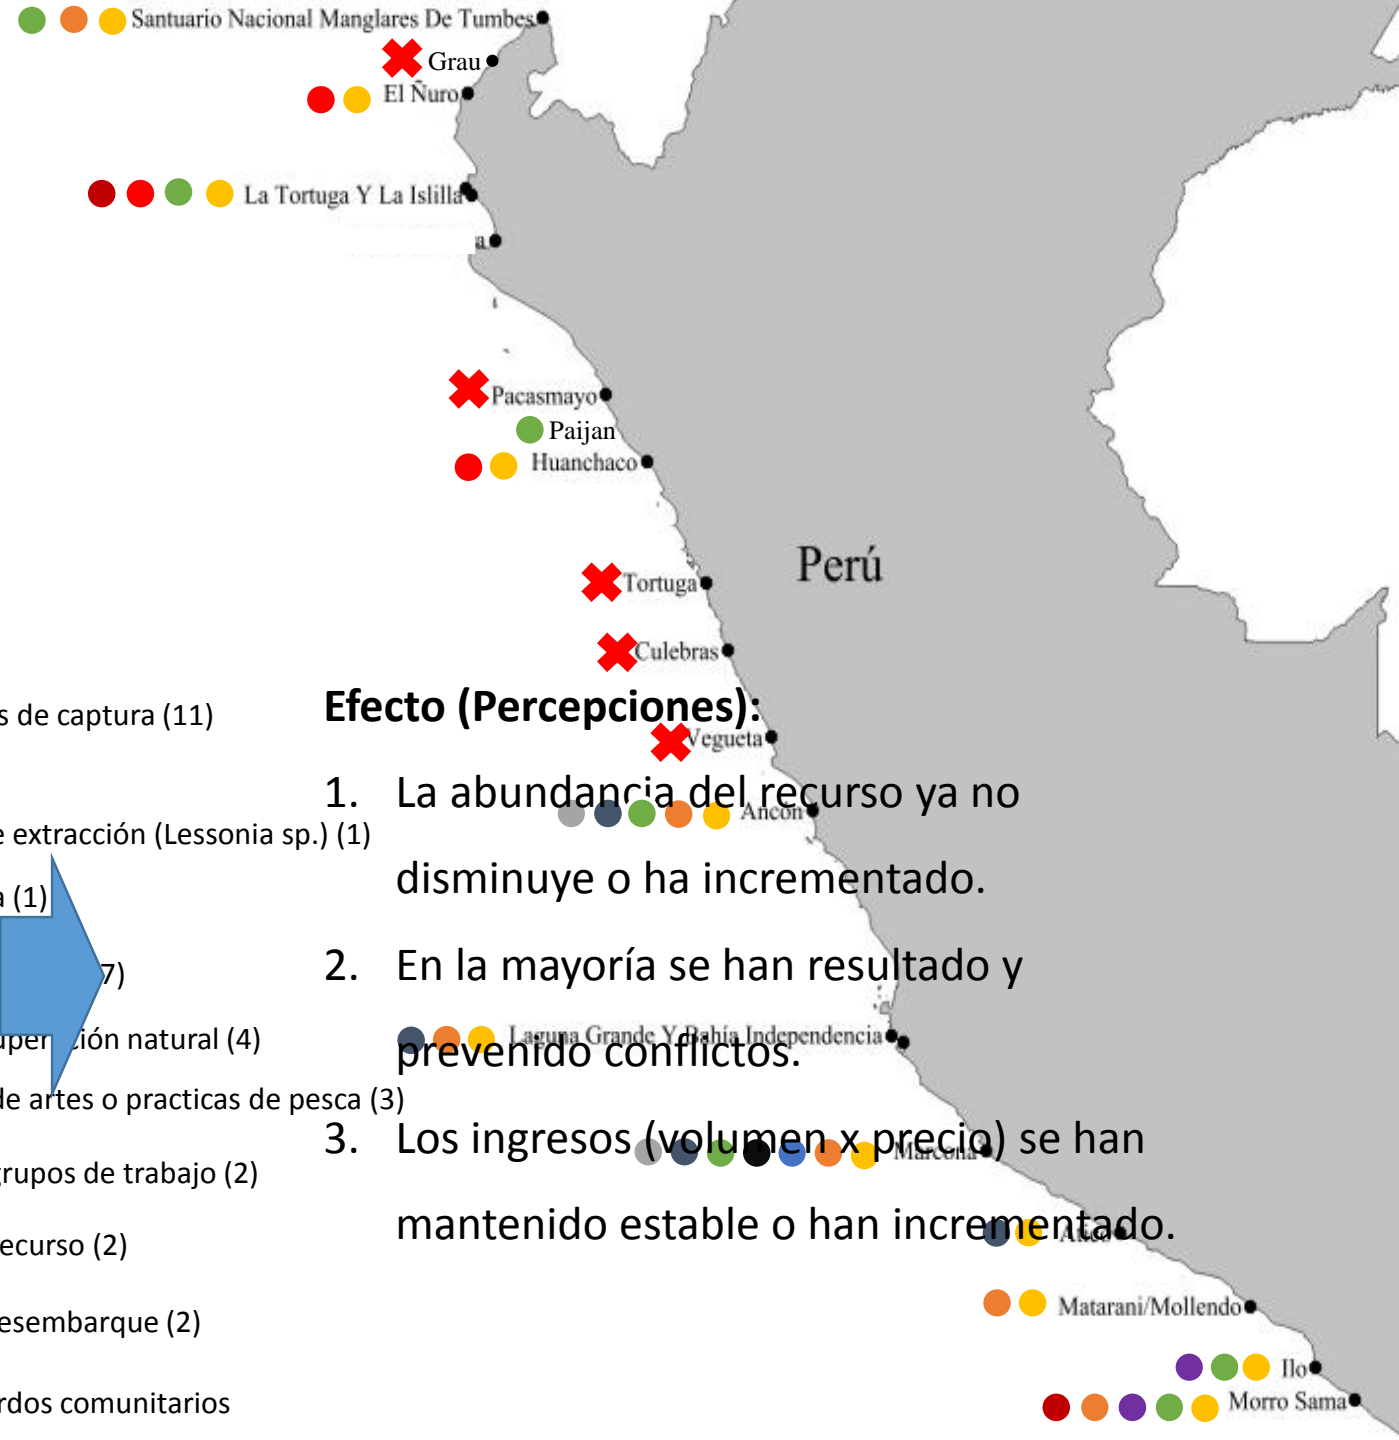 Santuario Nacional Manglares De Tumbes
Grau
El Ñuro
La Tortuga Y La Islilla
a
Pacasmayo
Paijan
Huanchaco
Perú
Tortuga
Culebras
Efecto (Percepciones):
s de captura (11)
Vegueta
1. La abundancia del recurso ya no
Ancon
e extracción (Lessonia sp.) (1)
disminuye o ha incrementado.
a (1)
7)
2. En la mayoría se han resultado y
Laguna Grande Y Bahía Independencia
ción natural (4)
prevenido conflictos.
de artes o practicas de pesca (3)
3. Los ingresos (volumen x precio) se han
Marcona
grupos de trabajo (2)
mantenido estable o han incrementado.
Atico
ecurso (2)
Matarani/Mollendo
esembarque (2)
Ilo
Morro Sama
rdos comunitarios